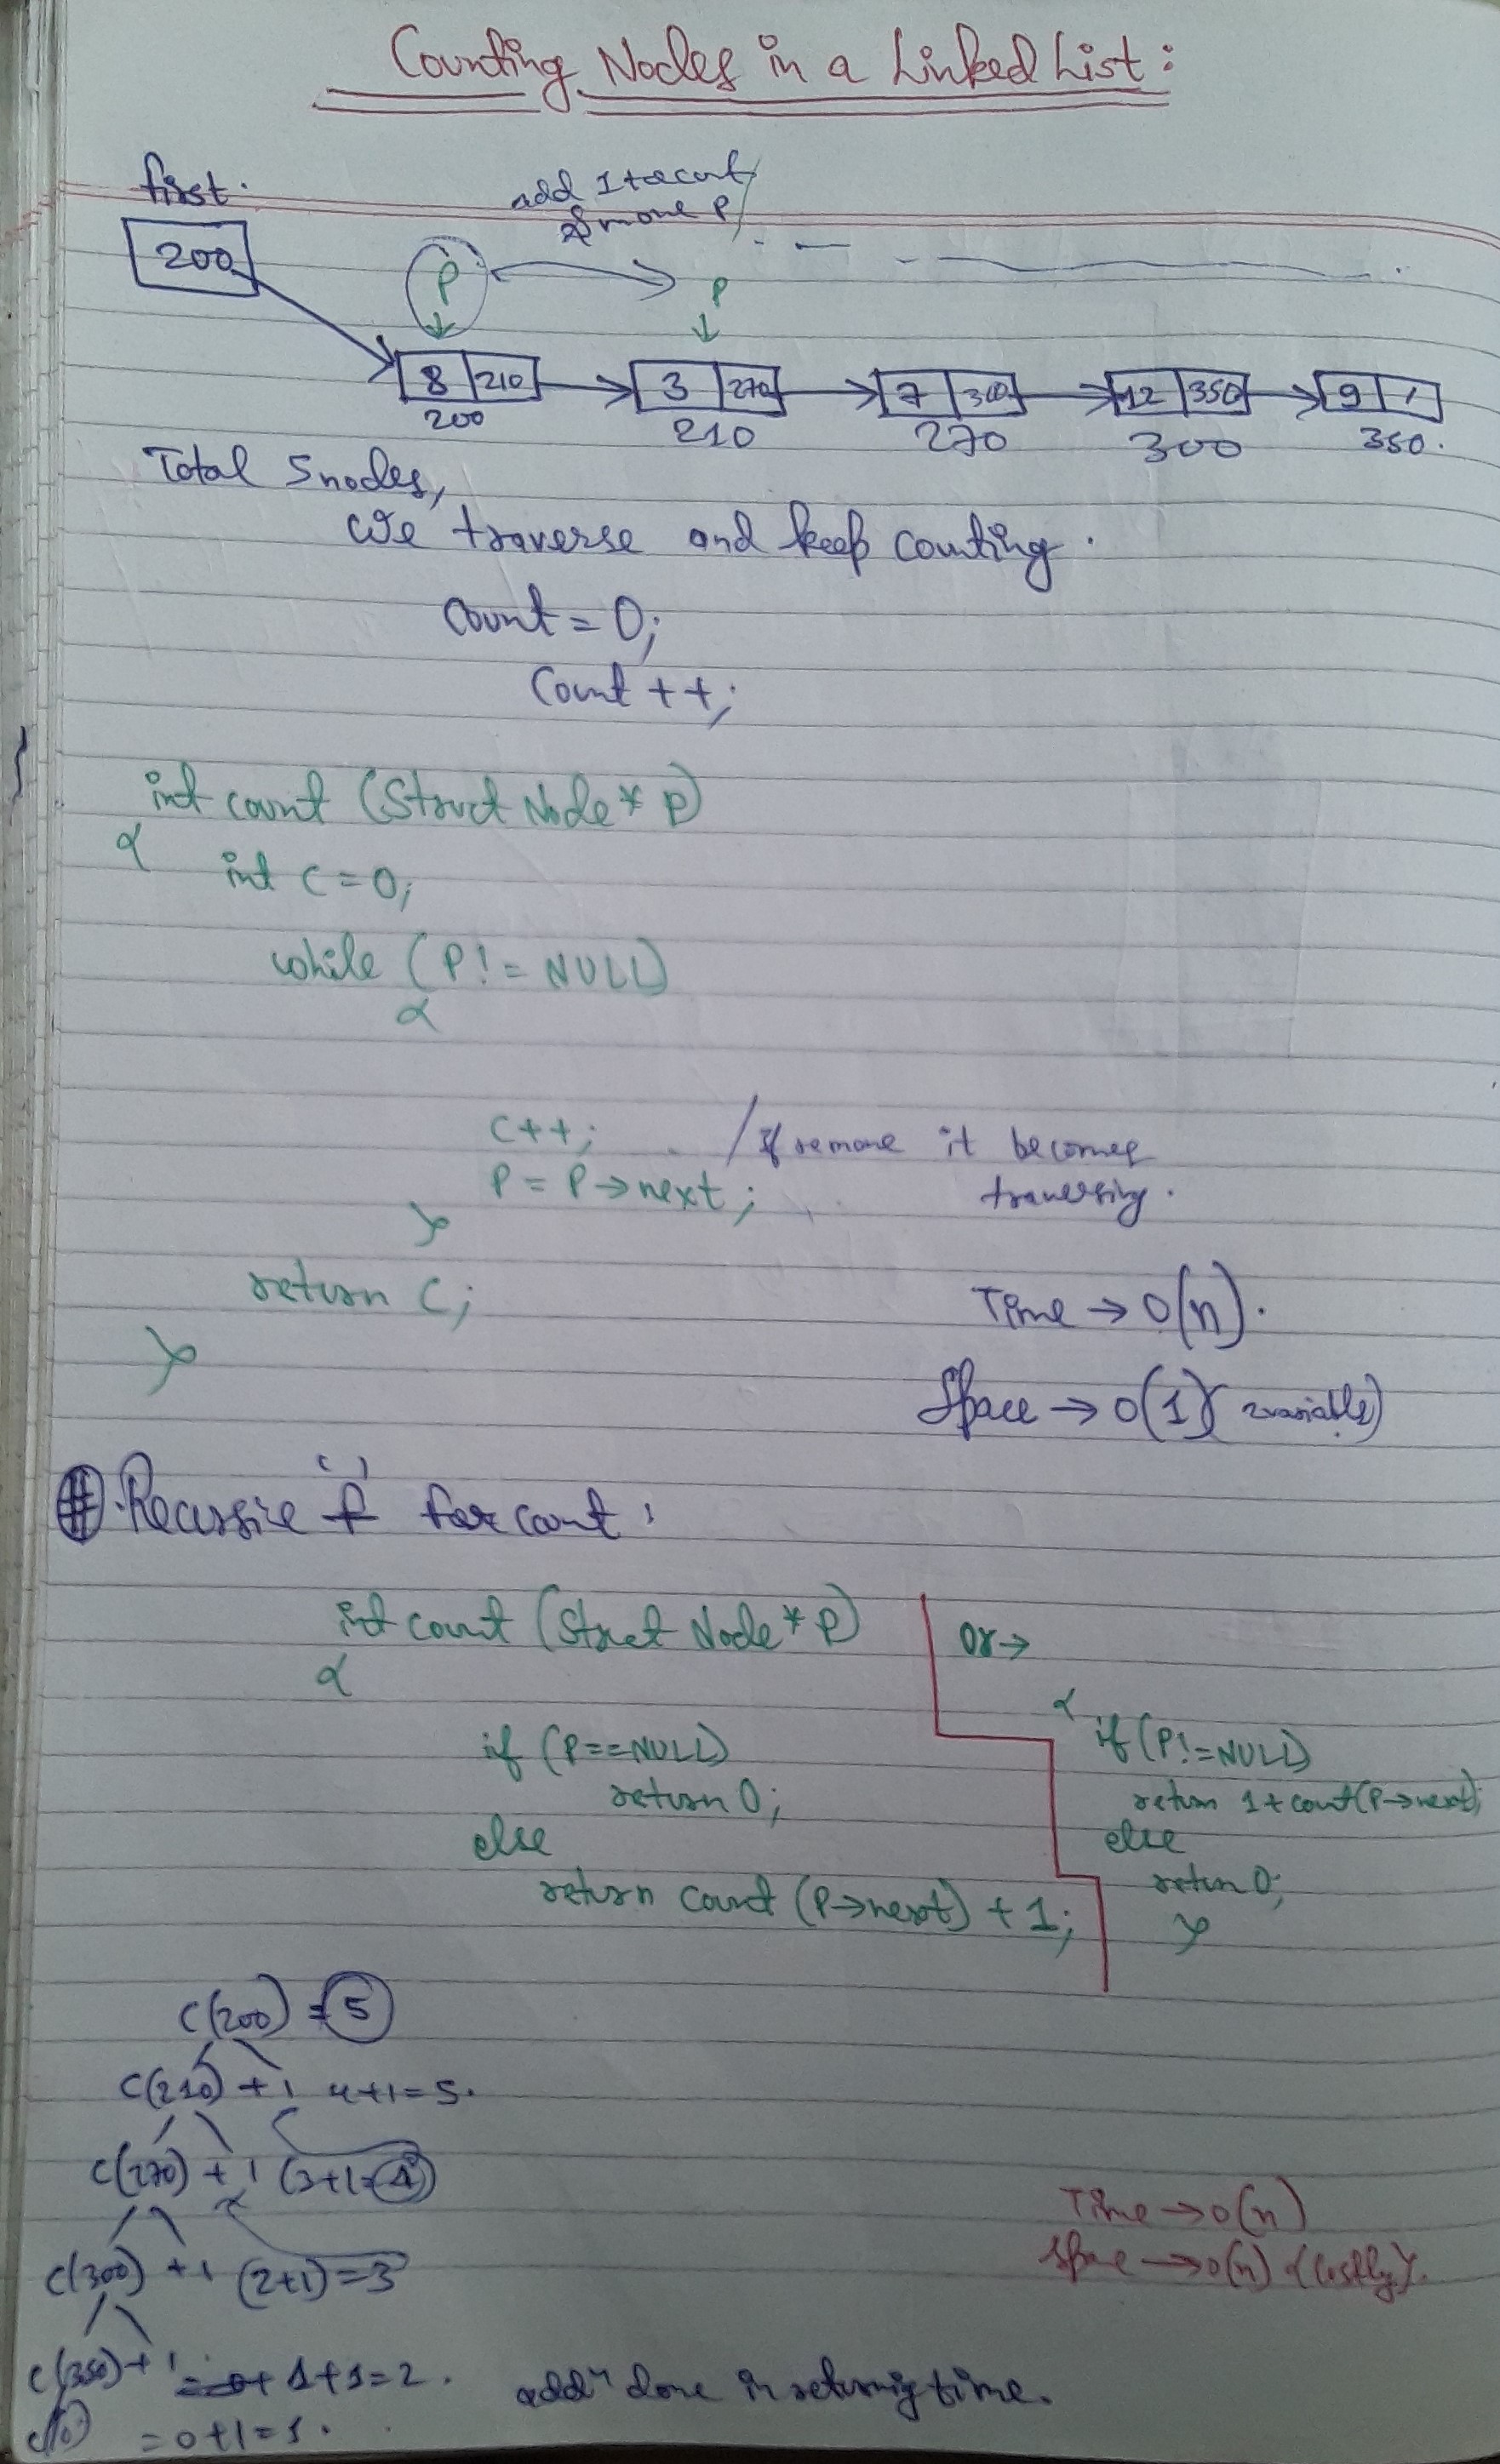 Counting Nodes in a Linked List:
first.
add 1 to count
& move P
200
P
P
8 210
3 270
7 300
12 350
9 /
200
210
270
300
350.
Total 5 nodes,
We traverse and keep counting.
Count = 0;
Count ++;
int count (Struct Node * P)
{
int c = 0;
while (P! = NULL)
{
c++;
/If remove it becomes
P = P → next;
traversing.
}
return c;
Time → O(n).
}
Space → O(1) (2variable)
# Recursive f() for count:
int count (Struct Node * P)
{
if (P==NULL)
return 0;
else
return count (P→next) + 1;
or →
{ if (P!=NULL)
return 1+count(P→next);
else
return 0;
}
C(200) = 5
C(210) + 1 4+1=5.
C(270) + 1 (3+1=4)
C(300) + 1 (2+1)=3
C(350)+1 = 1+1=2.
= 0+1=1.
Time → O(n)
Space → O(n) {Costly}.
addⁿ done in returning time.